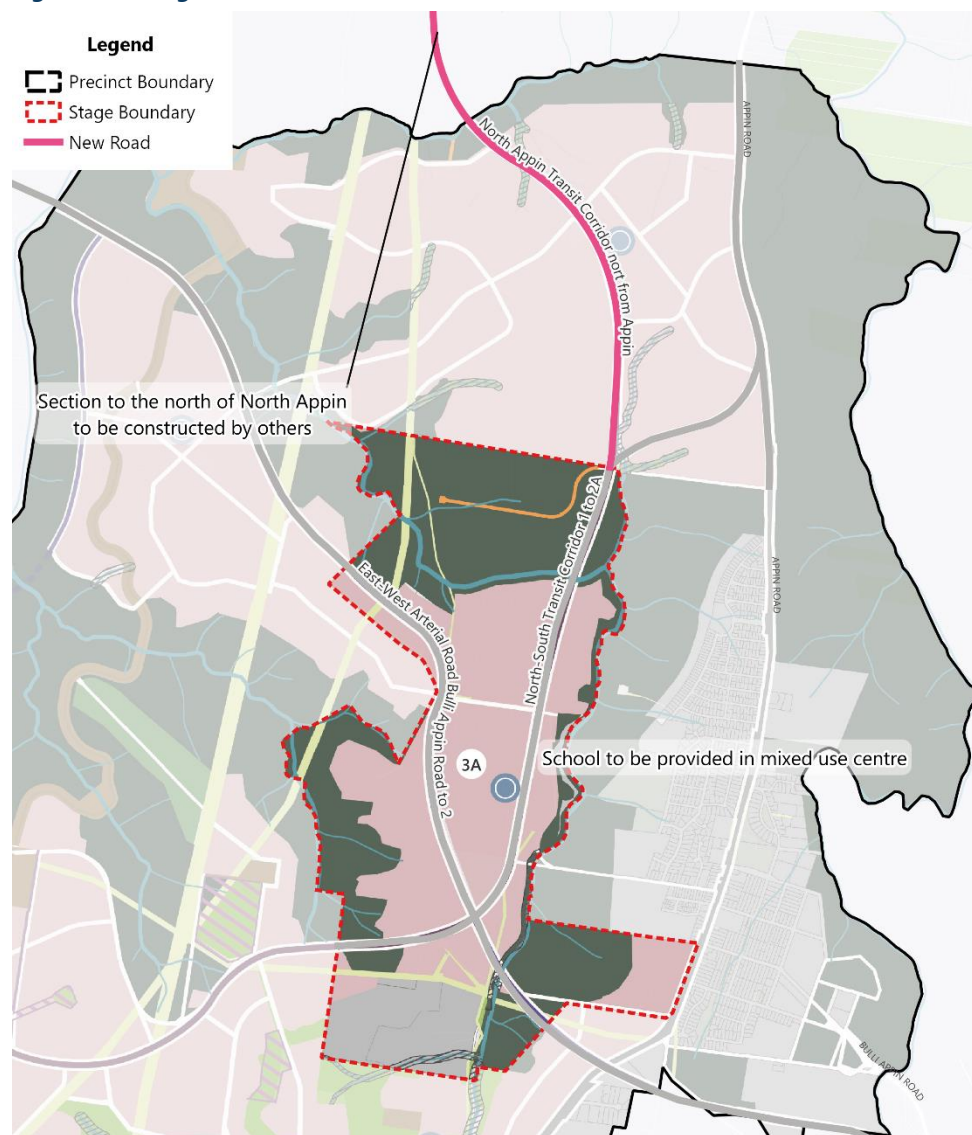 Legend
Precinct Boundary
Stage Boundary
New Road
APPIN ROAD
North Appin Transit Corridor nort from Appin
Section to the north of North Appin
to be constructed by others
North-South Transit Corridor 1 to 2A
East-West Arterial Road Bulli Appin Road to 2
APPIN ROAD
3A
School to be provided in mixed use centre
BULLI APPIN ROAD